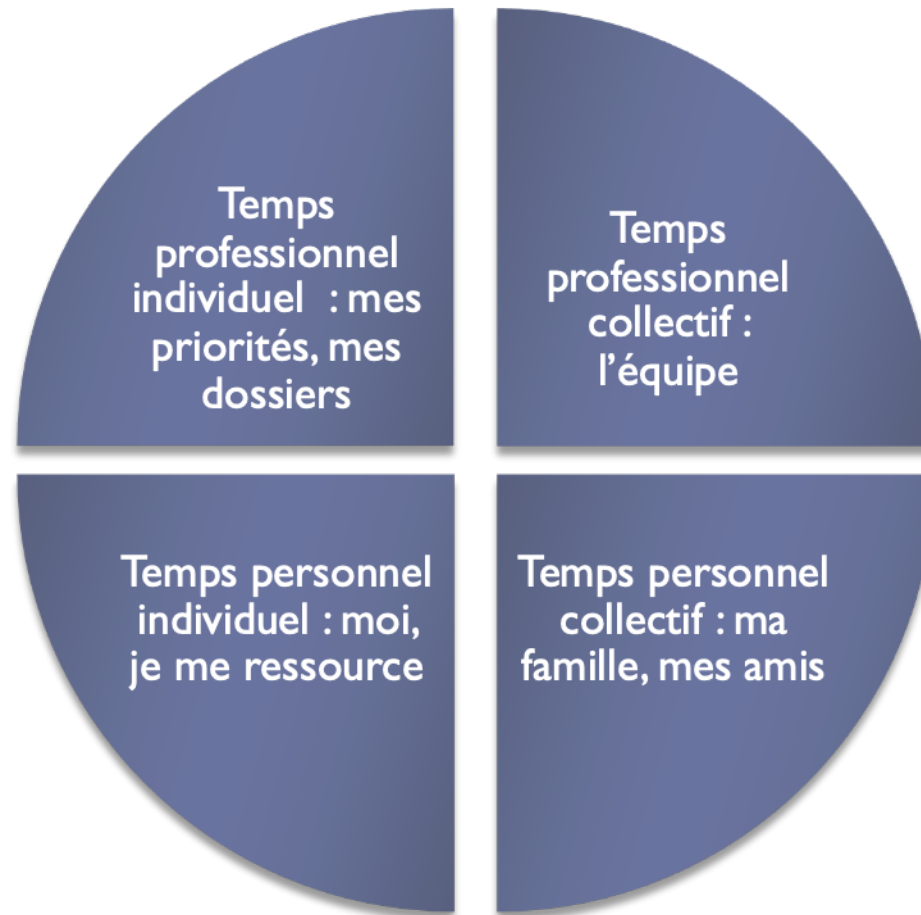 Temps
professionnel
individuel : mes
priorités, mes
dossiers
Temps
professionnel
collectif :
l’équipe
Temps personnel
individuel : moi,
je me ressource
Temps personnel
collectif : ma
famille, mes amis